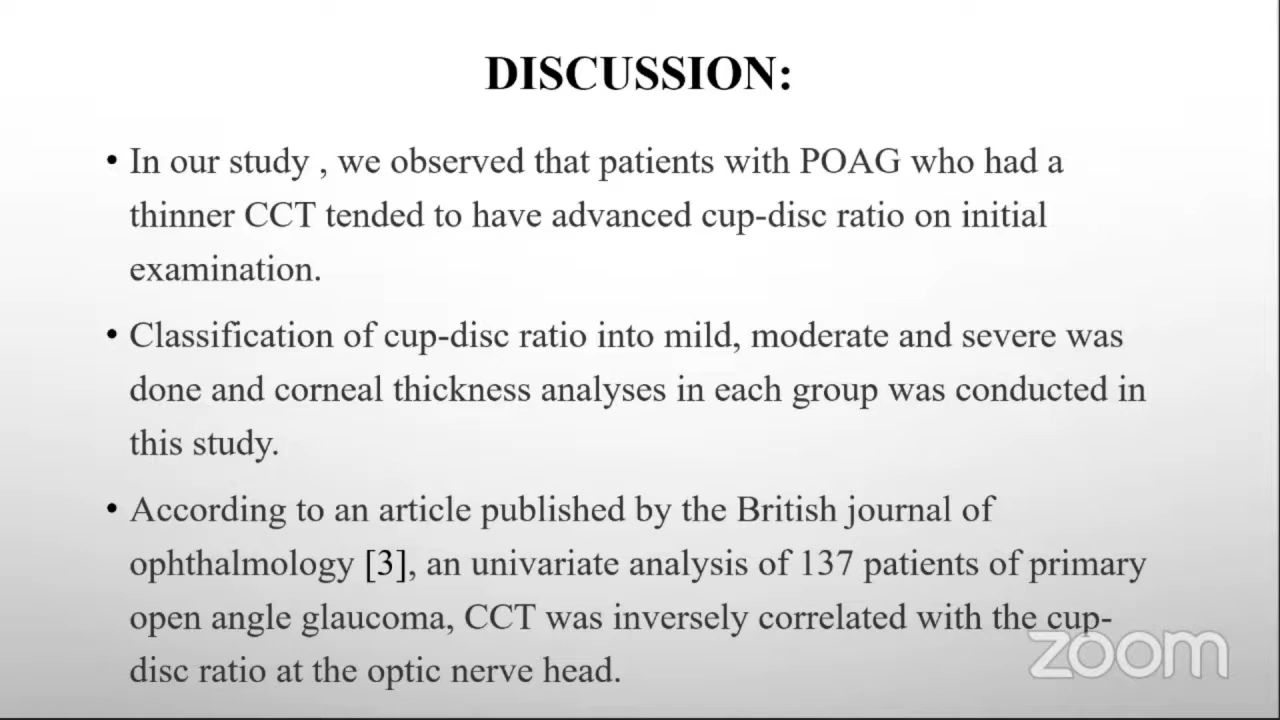 DISCUSSION:
• In our study , we observed that patients with POAG who had a
thinner CCT tended to have advanced cup-disc ratio on initial
examination.
• Classification of cup-disc ratio into mild, moderate and severe was
done and corneal thickness analyses in each group was conducted in
this study.
• According to an article published by the British journal of
ophthalmology [3], an univariate analysis of 137 patients of primary
open angle glaucoma, CCT was inversely correlated with the cup-
disc ratio at the optic nerve head.
zoom